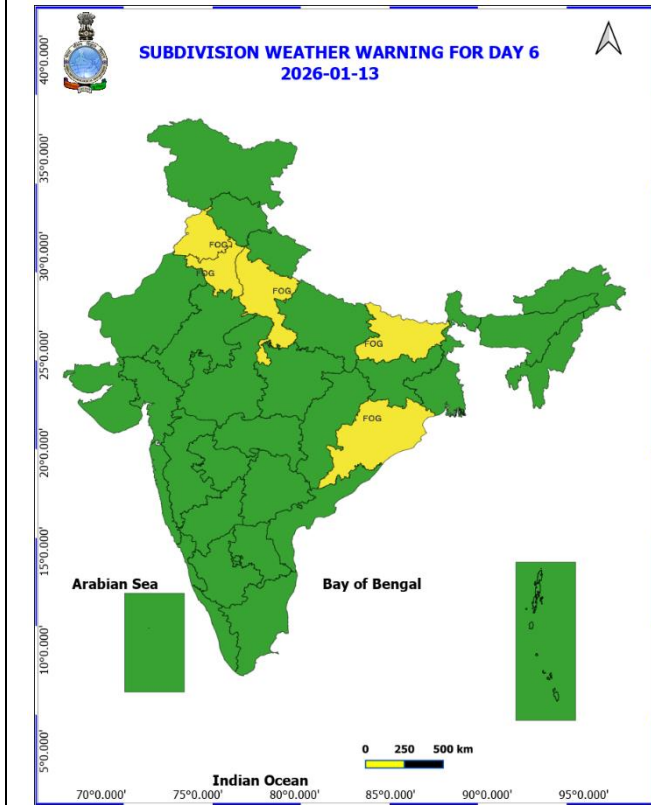 SUBDIVISION WEATHER WARNING FOR DAY 6
2026-01-13
40°0.000'
35°0.000'
30°0.000'
25°0.000'
20°0.000'
15°0.000'
10°0.000'
5°0.000'
FOG
FOG
FOG
FOG
FOG
Arabian Sea
Bay of Bengal
0 250 500 km
Indian Ocean
70°0.000' 75°0.000' 80°0.000' 85°0.000' 90°0.000' 95°0.000'